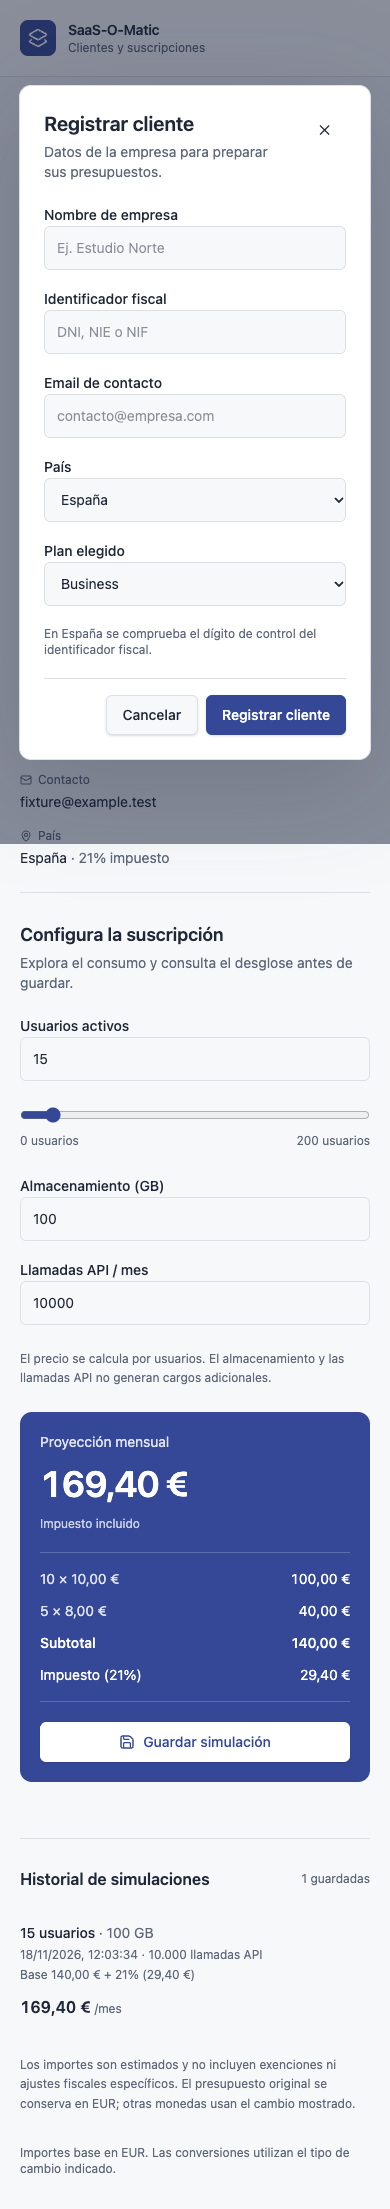 SaaS-O-Matic
Clientes y suscripciones
Registrar cliente
Datos de la empresa para preparar
sus presupuestos.
Nombre de empresa
Ej. Estudio Norte
Identificador fiscal
DNI, NIE o NIF
Email de contacto
contacto@empresa.com
País
España
Plan elegido
Business
En España se comprueba el dígito de control del
identificador fiscal.
Cancelar
Registrar cliente
Contacto
fixture@example.test
País
España · 21% impuesto
Configura la suscripción
Explora el consumo y consulta el desglose antes de
guardar.
Usuarios activos
15
0 usuarios
200 usuarios
Almacenamiento (GB)
100
Llamadas API / mes
10000
El precio se calcula por usuarios. El almacenamiento y las
llamadas API no generan cargos adicionales.
Proyección mensual
169,40 €
Impuesto incluido
10 × 10,00 €
100,00 €
5 × 8,00 €
40,00 €
Subtotal
140,00 €
Impuesto (21%)
29,40 €
Guardar simulación
Historial de simulaciones
1 guardadas
15 usuarios · 100 GB
18/11/2026, 12:03:34 · 10.000 llamadas API
Base 140,00 € + 21% (29,40 €)
169,40 € /mes
Los importes son estimados y no incluyen exenciones ni
ajustes fiscales específicos. El presupuesto original se
conserva en EUR; otras monedas usan el cambio mostrado.
Importes base en EUR. Las conversiones utilizan el tipo de
cambio indicado.